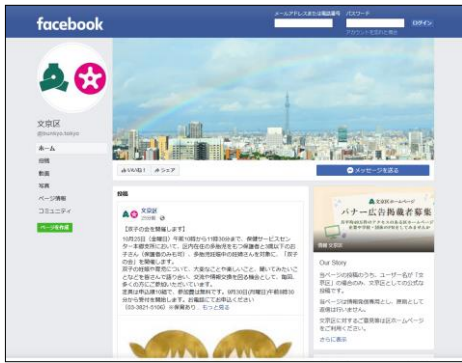 facebook
メールアドレスまたは電話番号 パスワード
ログイン
アカウントを忘れた場合
文京区
@bunkyo.tokyo
ホーム
投稿
動画
写真
ページ情報
コミュニティ
ページを作成
いいね！ シェア
メッセージを送る
投稿
文京区
【双子の会を開催します】
10月25日（金曜日）午前10時から11時30分まで、保健サービスセン
ター本郷支所において、区内在住の多胎児をもつ保護者と3歳以下のお
子さん（保護者のみも可）、多胎児妊娠中の妊婦さんを対象に、「双子
の会」を開催します。
双子の妊娠や育児について、大変なことや楽しいこと、聞いてみたいこ
となどを皆さんで語り合い、交流や情報交換を図る機会として、毎回、
多くの方にご参加いただいています。
定員は申込順10組で、参加費は無料です。9月30日(月曜日)午前8時30
分から受付を開始します。お電話にてお申込ください
（03-3821-5106）※保育あり... もっと見る
文京区ホームページ
バナー広告掲載者募集
Our Story
当ページの投稿のうち、ユーザー名が「文
京区」の場合のみ、文京区としての公式な
投稿です。
当ページは情報発信専用とし、原則として
返信は行いません。
文京区に対するご意見等は区ホームページ
をご利用ください。
さらに表示